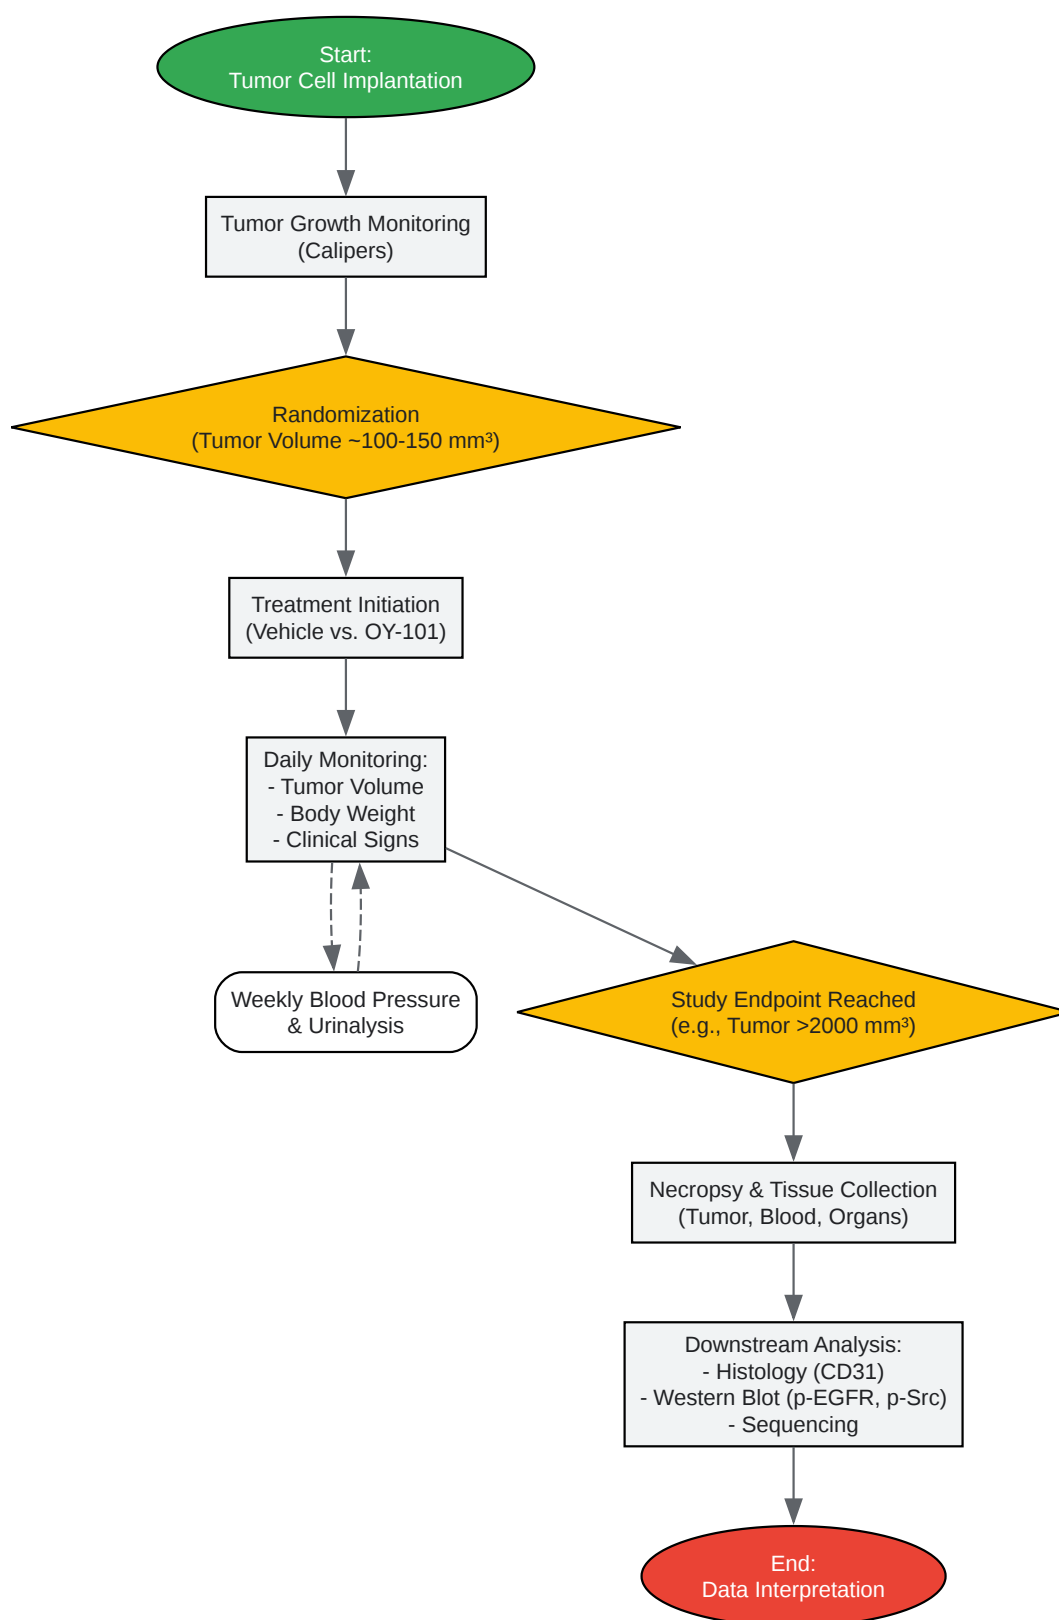 Start:
Tumor Cell Implantation
Tumor Growth Monitoring
(Calipers)
Randomization
(Tumor Volume ~100-150 mm³)
Treatment Initiation
(Vehicle vs. OY-101)
Daily Monitoring:
- Tumor Volume
- Body Weight
- Clinical Signs
Weekly Blood Pressure
& Urinalysis
Study Endpoint Reached
(e.g., Tumor >2000 mm³)
Necropsy & Tissue Collection
(Tumor, Blood, Organs)
Downstream Analysis:
- Histology (CD31)
- Western Blot (p-EGFR, p-Src)
- Sequencing
End:
Data Interpretation